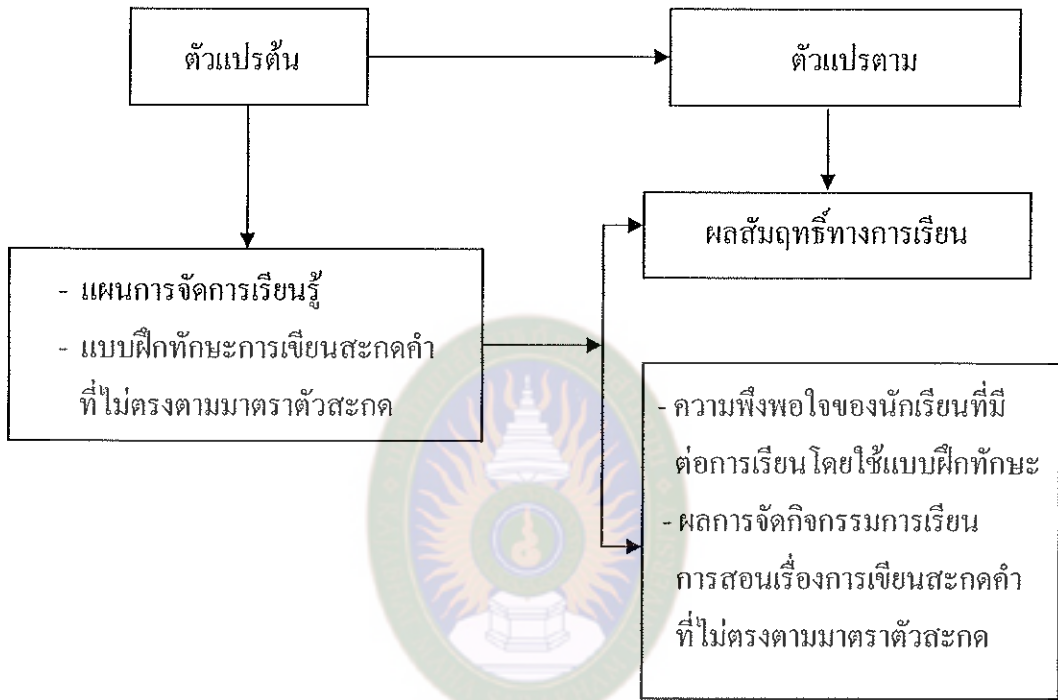 ตัวแปรต้น
ตัวแปรตาม
ผลสัมฤทธิ์ทางการเรียน
- แผนการจัดการเรียนรู้
- แบบฝึกทักษะการเขียนสะกดคำ
ที่ไม่ตรงตามมาตราตัวสะกด
- ความพึงพอใจของนักเรียนที่มี
ต่อการเรียนโดยใช้แบบฝึกทักษะ
- ผลการจัดกิจกรรมการเรียน
การสอนเรื่องการเขียนสะกดคำ
ที่ไม่ตรงตามมาตราตัวสะกด